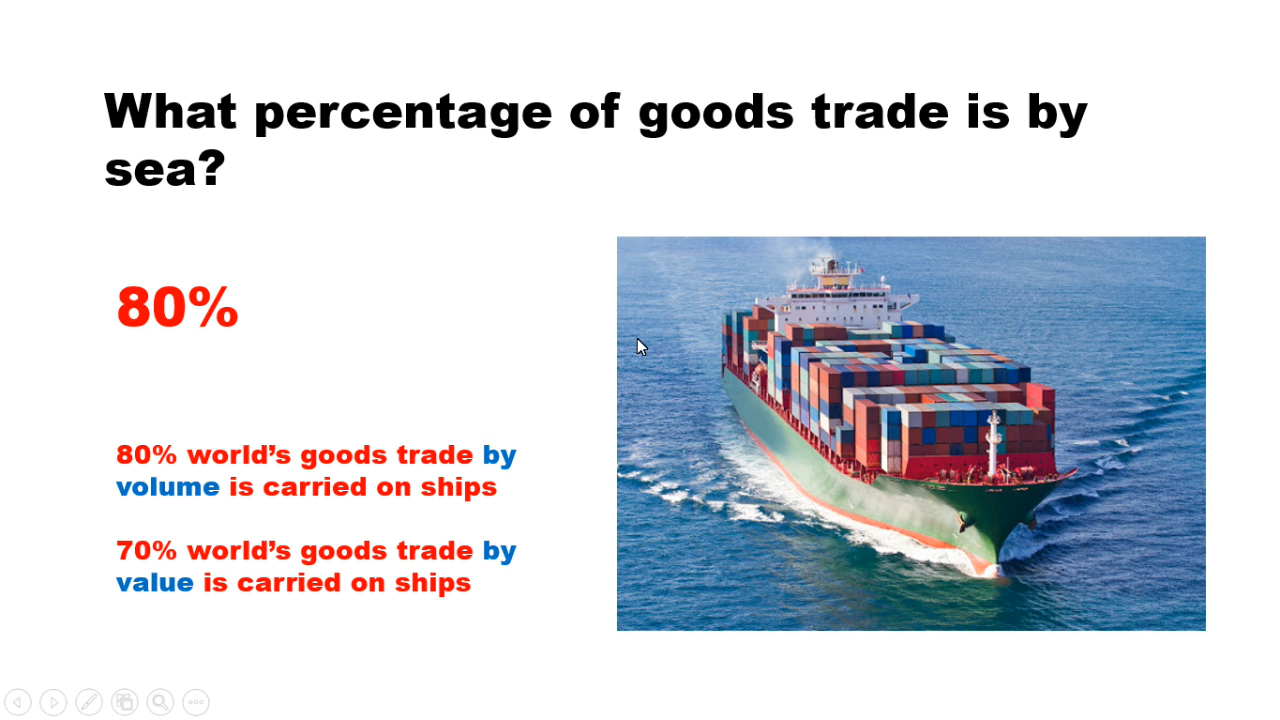 What percentage of goods trade is by
sea?
80%
80% world’s goods trade by
volume is carried on ships
70% world’s goods trade by
value is carried on ships